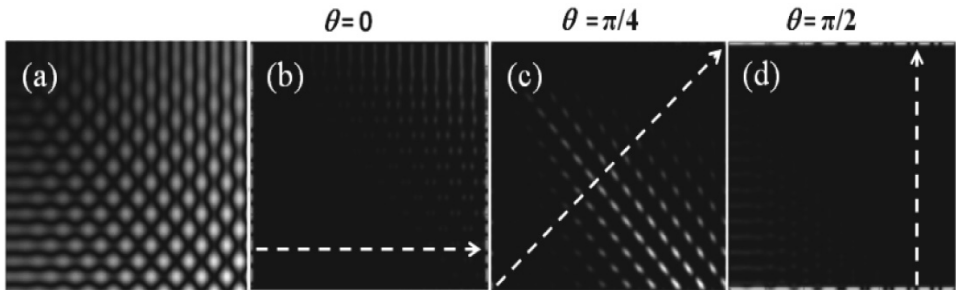 θ = 0 θ = π/4 θ = π/2
(a) (b) (c) (d)